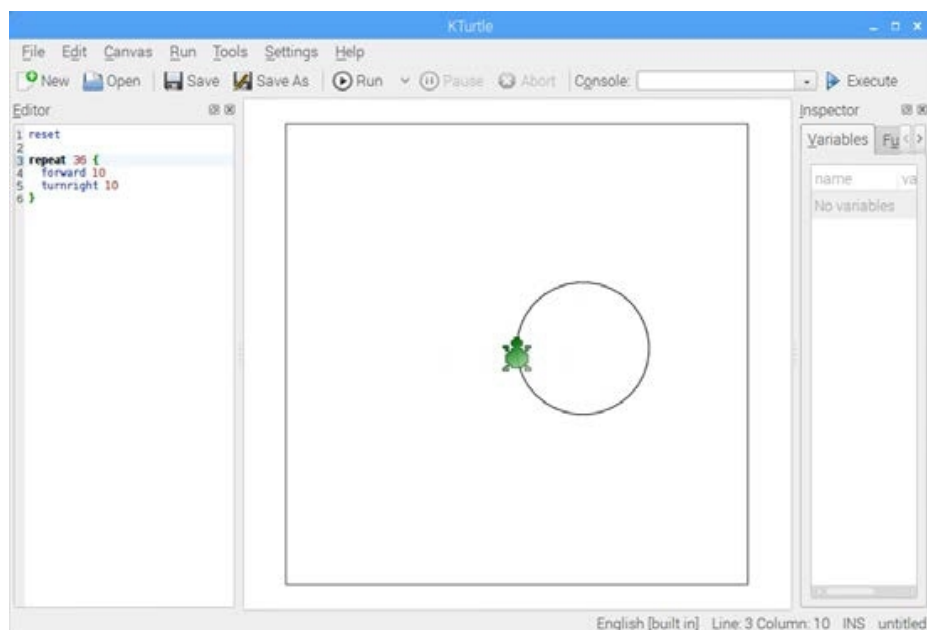 KTurtle
File Edit Canvas Run Tools Settings Help
New Open Save Save As Run Pause Abort Console: Execute
Editor
1 reset
2
3 repeat 36 {
4 forward 10
5 turnright 10
6 }
Inspector
Variables Fu
name va
No variables
English [built in] Line: 3 Column: 10 INS untitled